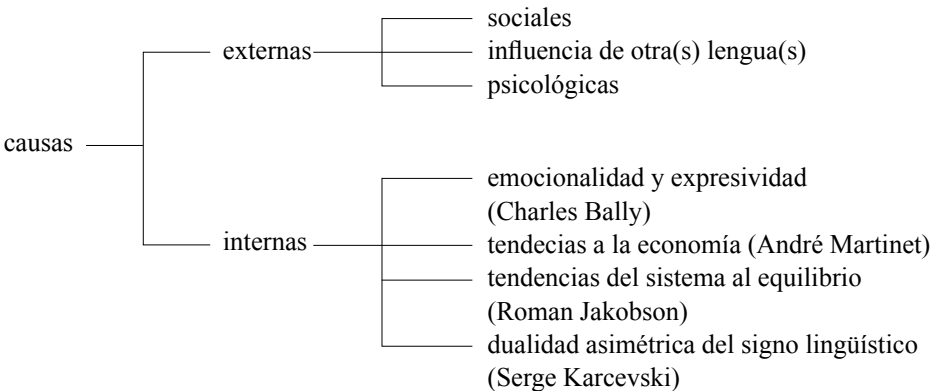 causas
externas
sociales
influencia de otra(s) lengua(s)
psicológicas
internas
emocionalidad y expresividad
(Charles Bally)
tendecias a la economía (André Martinet)
tendencias del sistema al equilibrio
(Roman Jakobson)
dualidad asimétrica del signo lingüístico
(Serge Karcevski)